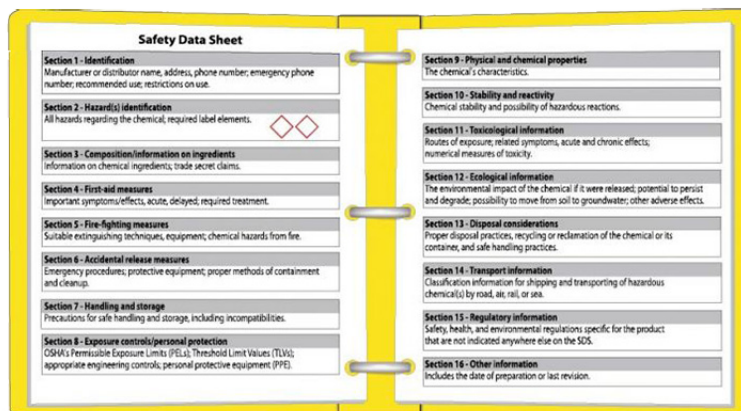 Safety Data Sheet
Section 1 - Identification
Manufacturer or distributor name, address, phone number; emergency phone
number; recommended use; restrictions on use.
Section 2 - Hazard(s) identification
All hazards regarding the chemical; required label elements.
Section 3 - Composition/information on ingredients
Information on chemical ingredients; trade secret claims.
Section 4 - First-aid measures
Important symptoms/effects, acute, delayed; required treatment.
Section 5 - Fire-fighting measures
Suitable extinguishing techniques, equipment; chemical hazards from fire.
Section 6 - Accidental release measures
Emergency procedures; protective equipment; proper methods of containment
and cleanup.
Section 7 - Handling and storage
Precautions for safe handling and storage, including incompatibilities.
Section 8 - Exposure controls/personal protection
OSHA's Permissible Exposure Limits (PELs); Threshold Limit Values (TLVs);
appropriate engineering controls; personal protective equipment (PPE).
Section 9 - Physical and chemical properties
The chemical's characteristics.
Section 10 - Stability and reactivity
Chemical stability and possibility of hazardous reactions.
Section 11 - Toxicological information
Routes of exposure; related symptoms, acute and chronic effects;
numerical measures of toxicity.
Section 12 - Ecological information
The environmental impact of the chemical if it were released; potential to persist
and degrade; possibility to move from soil to groundwater; other adverse effects.
Section 13 - Disposal considerations
Proper disposal practices, recycling or reclamation of the chemical or its
container, and safe handling practices.
Section 14 - Transport information
Classification information for shipping and transporting of hazardous
chemical(s) by road, air, rail, or sea.
Section 15 - Regulatory information
Safety, health, and environmental regulations specific for the product
that are not indicated anywhere else on the SDS.
Section 16 - Other information
Includes the date of preparation or last revision.